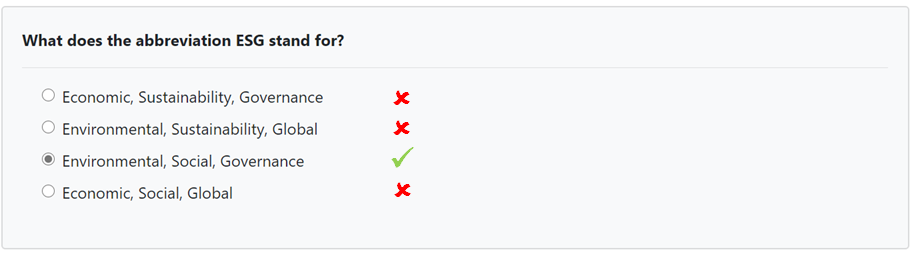 What does the abbreviation ESG stand for?
Economic, Sustainability, Governance
Environmental, Sustainability, Global
Environmental, Social, Governance
Economic, Social, Global